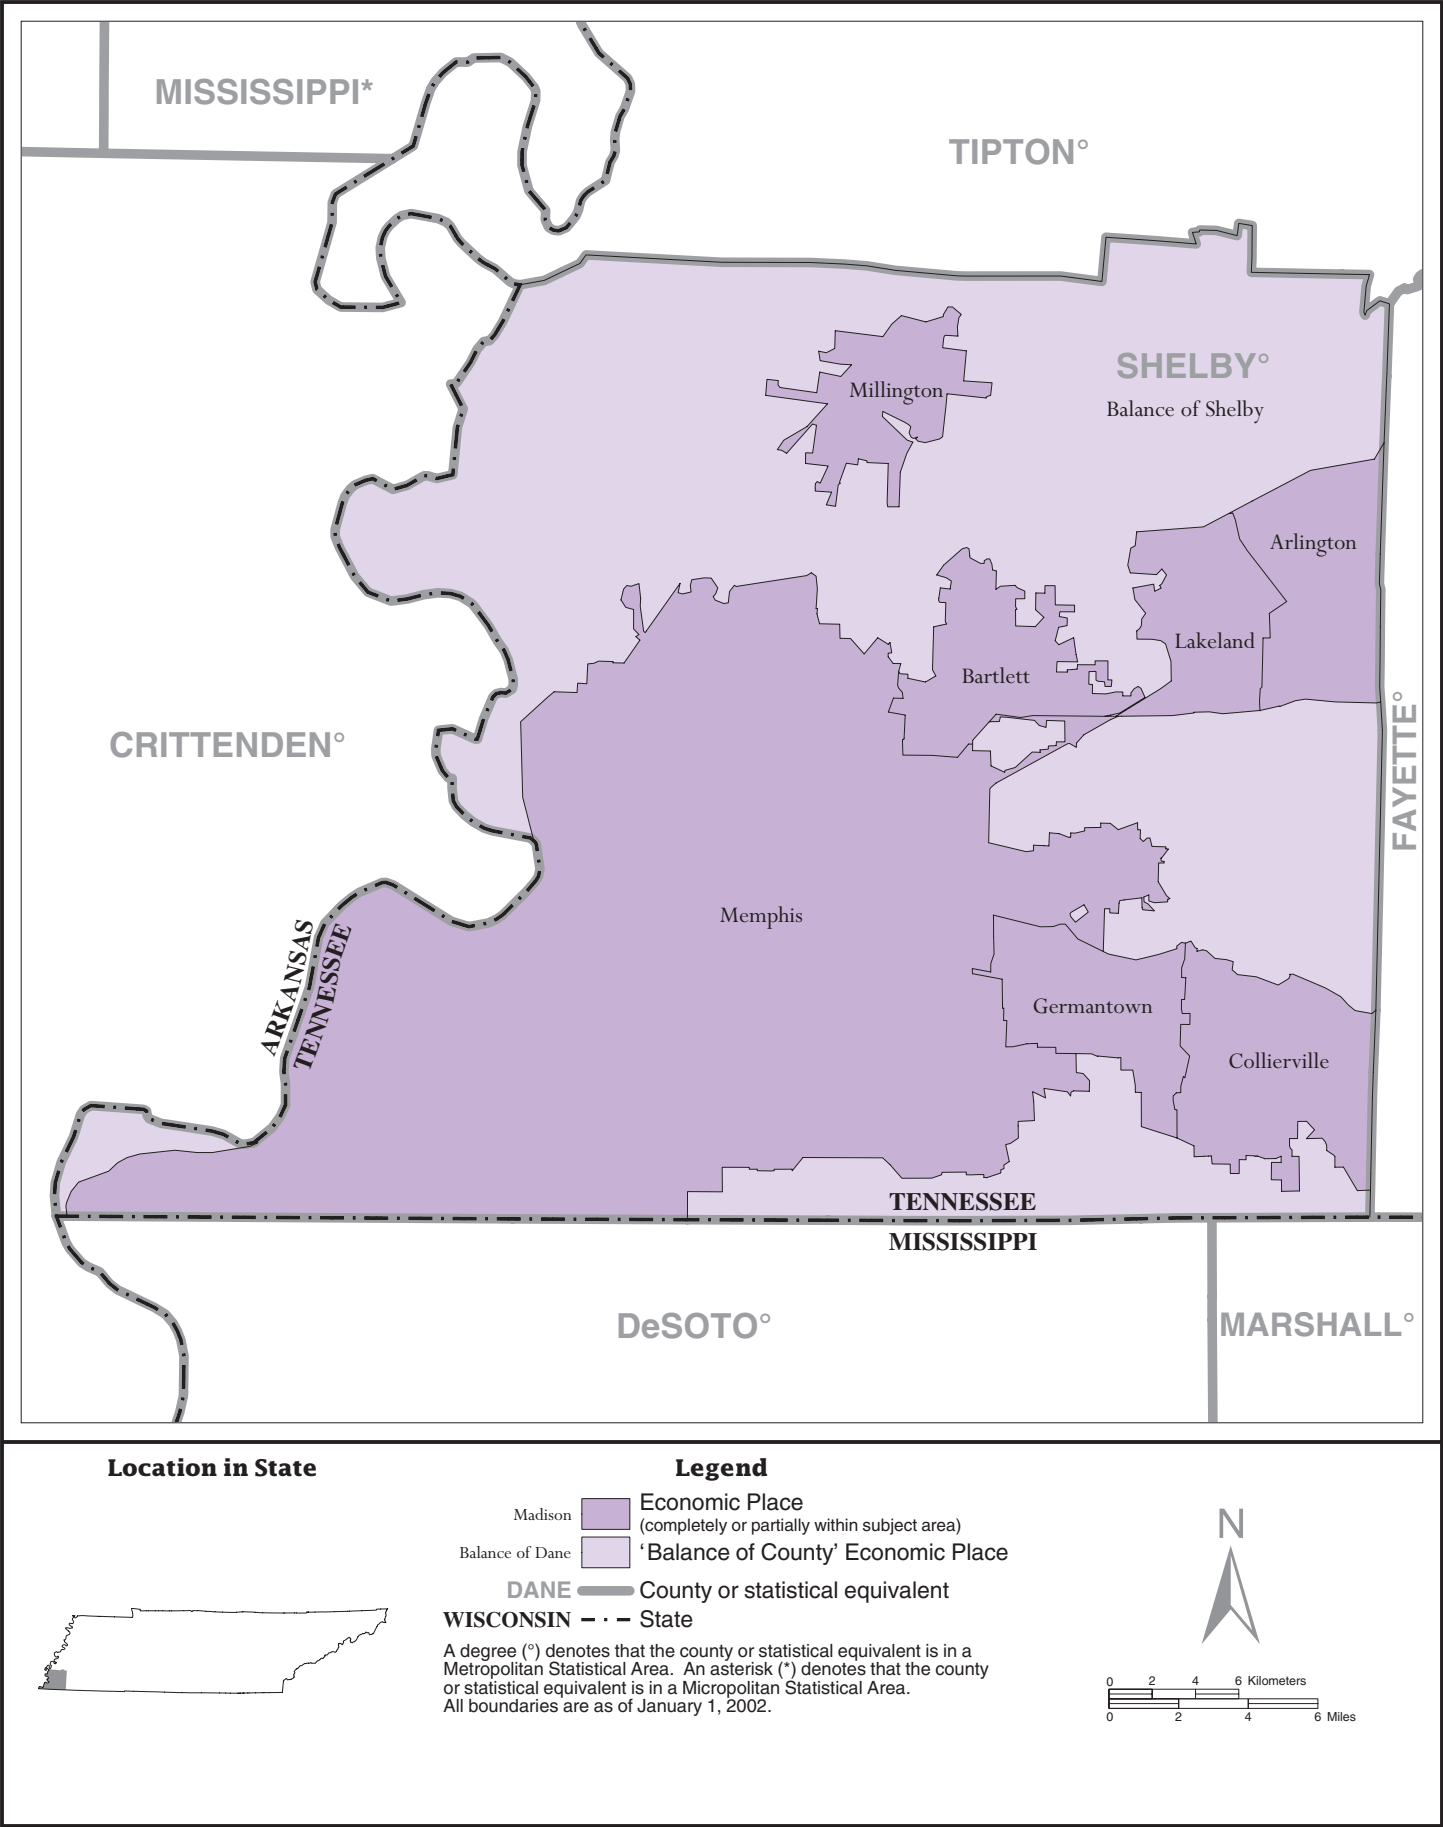 MISSISSIPPI*
TIPTON°
SHELBY°
Balance of Shelby
Millington
Arlington
Lakeland
Bartlett
CRITTENDEN°
FAYETTE°
Memphis
ARKANSAS
TENNESSEE
Germantown
Collierville
TENNESSEE
MISSISSIPPI
DeSOTO°
MARSHALL°
Location in State
Legend
Madison
Economic Place
(completely or partially within subject area)
Balance of Dane
‘Balance of County’ Economic Place
DANE
County or statistical equivalent
WISCONSIN
State
A degree (°) denotes that the county or statistical equivalent is in a
Metropolitan Statistical Area. An asterisk (*) denotes that the county
or statistical equivalent is in a Micropolitan Statistical Area.
All boundaries are as of January 1, 2002.
N
0 2 4 6 Kilometers
0 2 4 6 Miles